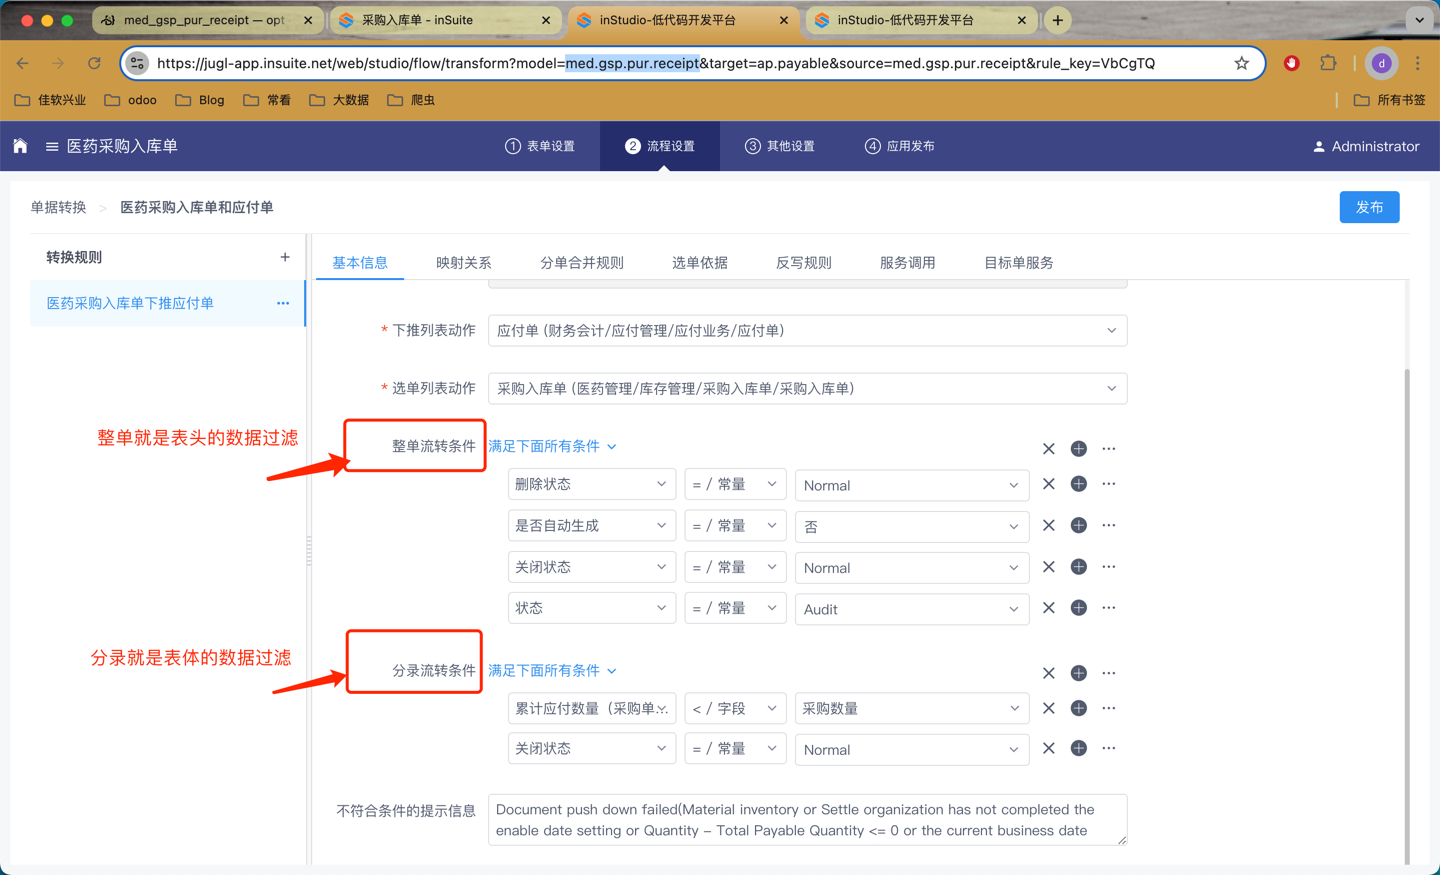 med_gsp_pur_receipt — opt
采购入库单 - inSuite
inStudio-低代码开发平台
inStudio-低代码开发平台
https://jugl-app.insuite.net/web/studio/flow/transform?model=med.gsp.pur.receipt&target=ap.payable&source=med.gsp.pur.receipt&rule_key=VbCgTQ
d
佳软兴业
odoo
Blog
常看
大数据
爬虫
所有书签
医药采购入库单
1 表单设置
2 流程设置
3 其他设置
4 应用发布
Administrator
单据转换 > 医药采购入库单和应付单
发布
转换规则 +
医药采购入库单下推应付单 ...
基本信息
映射关系
分单合并规则
选单依据
反写规则
服务调用
目标单服务
* 下推列表动作 应付单 (财务会计/应付管理/应付业务/应付单)
* 选单列表动作 采购入库单 (医药管理/库存管理/采购入库单/采购入库单)
整单就是表头的数据过滤
整单流转条件 满足下面所有条件
删除状态 = / 常量 Normal
是否自动生成 = / 常量 否
关闭状态 = / 常量 Normal
状态 = / 常量 Audit
分录就是表体的数据过滤
分录流转条件 满足下面所有条件
累计应付数量（采购单... < / 字段 采购数量
关闭状态 = / 常量 Normal
不符合条件的提示信息 Document push down failed(Material inventory or Settle organization has not completed the
enable date setting or Quantity - Total Payable Quantity <= 0 or the current business date